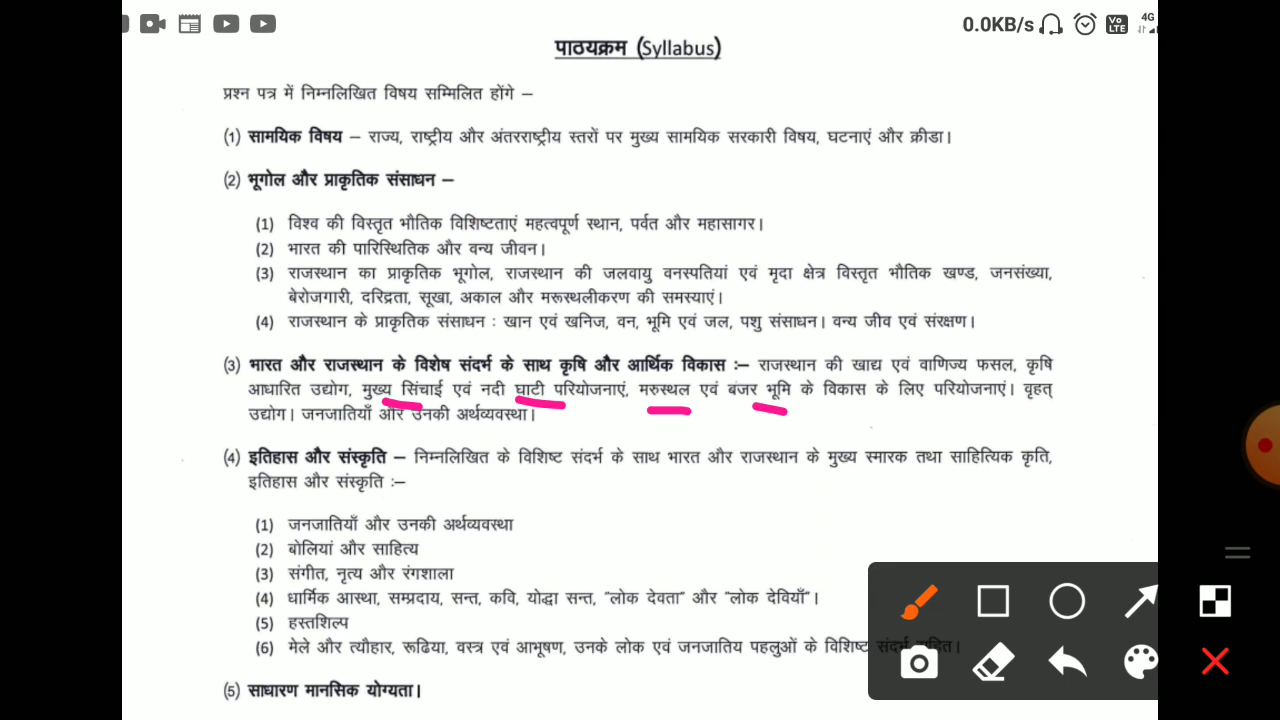 0.0KB/s Vo LTE 4G
पाठयक्रम (Syllabus)
प्रश्न पत्र में निम्नलिखित विषय सम्मिलित होंगे –
(1) सामयिक विषय – राज्य, राष्ट्रीय और अंतरराष्ट्रीय स्तरों पर मुख्य सामयिक सरकारी विषय, घटनाएं और क्रीडा।
(2) भूगोल और प्राकृतिक संसाधन –
(1) विश्व की विस्तृत भौतिक विशिष्टताएं महत्वपूर्ण स्थान, पर्वत और महासागर।
(2) भारत की पारिस्थितिक और वन्य जीवन।
(3) राजस्थान का प्राकृतिक भूगोल, राजस्थान की जलवायु वनस्पतियां एवं मृदा क्षेत्र विस्तृत भौतिक खण्ड, जनसंख्या,
बेरोजगारी, दरिद्रता, सूखा, अकाल और मरूस्थलीकरण की समस्याएं।
(4) राजस्थान के प्राकृतिक संसाधन : खान एवं खनिज, वन, भूमि एवं जल, पशु संसाधन। वन्य जीव एवं संरक्षण।
(3) भारत और राजस्थान के विशेष संदर्भ के साथ कृषि और आर्थिक विकास :– राजस्थान की खाद्य एवं वाणिज्य फसल, कृषि
आधारित उद्योग, मुख्य सिंचाई एवं नदी घाटी परियोजनाएं, मरुस्थल एवं बंजर भूमि के विकास के लिए परियोजनाएं। वृहत्
उद्योग। जनजातियाँ और उनकी अर्थव्यवस्था।
(4) इतिहास और संस्कृति – निम्नलिखित के विशिष्ट संदर्भ के साथ भारत और राजस्थान के मुख्य स्मारक तथा साहित्यिक कृति,
इतिहास और संस्कृति :–
(1) जनजातियाँ और उनकी अर्थव्यवस्था
(2) बोलियां और साहित्य
(3) संगीत, नृत्य और रंगशाला
(4) धार्मिक आस्था, सम्प्रदाय, सन्त, कवि, योद्धा सन्त, "लोक देवता" और "लोक देवियाँ"।
(5) हस्तशिल्प
(6) मेले और त्यौहार, रूढिया, वस्त्र एवं आभूषण, उनके लोक एवं जनजातिय पहलुओं के विशिष्ट संदर्भ सहित।
(5) साधारण मानसिक योग्यता।